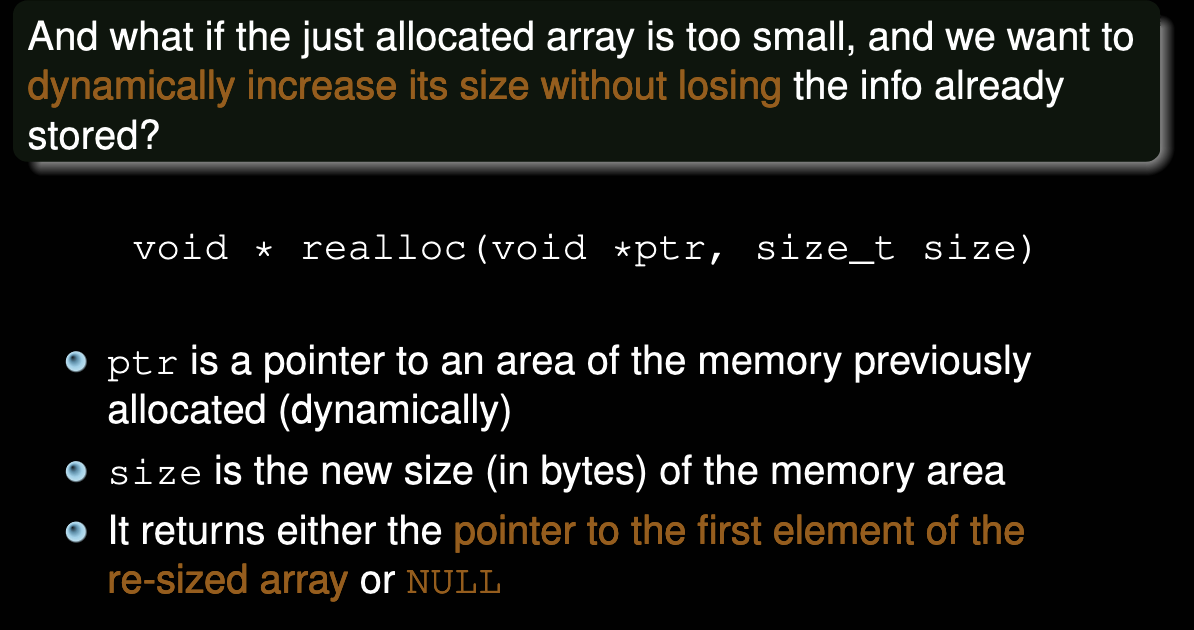 And what if the just allocated array is too small, and we want to
dynamically increase its size without losing the info already
stored?
void * realloc(void *ptr, size_t size)
ptr is a pointer to an area of the memory previously
allocated (dynamically)
size is the new size (in bytes) of the memory area
It returns either the pointer to the first element of the
re-sized array or NULL